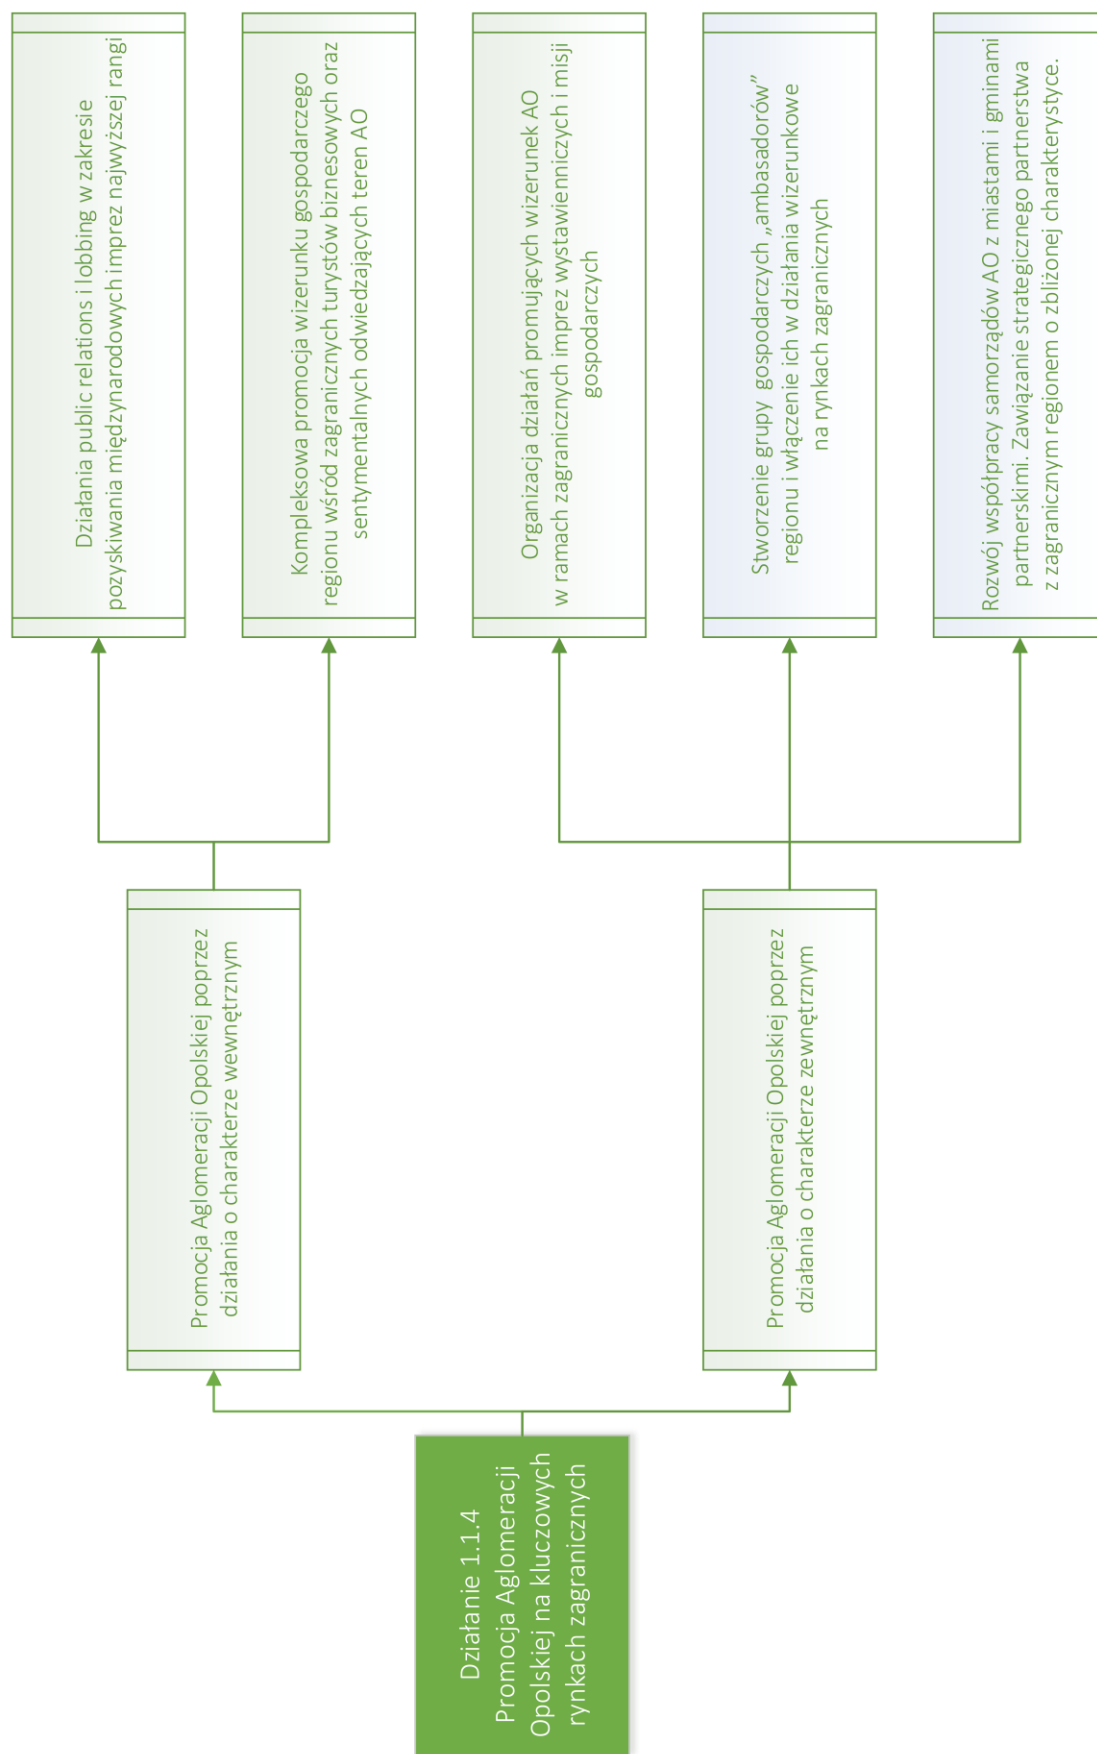 Działanie 1.1.4
Promocja Aglomeracji
Opolskiej na kluczowych
rynkach zagranicznych
Promocja Aglomeracji Opolskiej poprzez
działania o charakterze wewnętrznym
Promocja Aglomeracji Opolskiej poprzez
działania o charakterze zewnętrznym
Działania public relations i lobbing w zakresie
pozyskiwania międzynarodowych imprez najwyższej rangi
Kompleksowa promocja wizerunku gospodarczego
regionu wśród zagranicznych turystów biznesowych oraz
sentymentalnych odwiedzających teren AO
Organizacja działań promujących wizerunek AO
w ramach zagranicznych imprez wystawienniczych i misji
gospodarczych
Stworzenie grupy gospodarczych „ambasadorów”
regionu i włączenie ich w działania wizerunkowe
na rynkach zagranicznych
Rozwój współpracy samorządów AO z miastami i gminami
partnerskimi. Zawiązanie strategicznego partnerstwa
z zagranicznym regionem o zbliżonej charakterystyce.